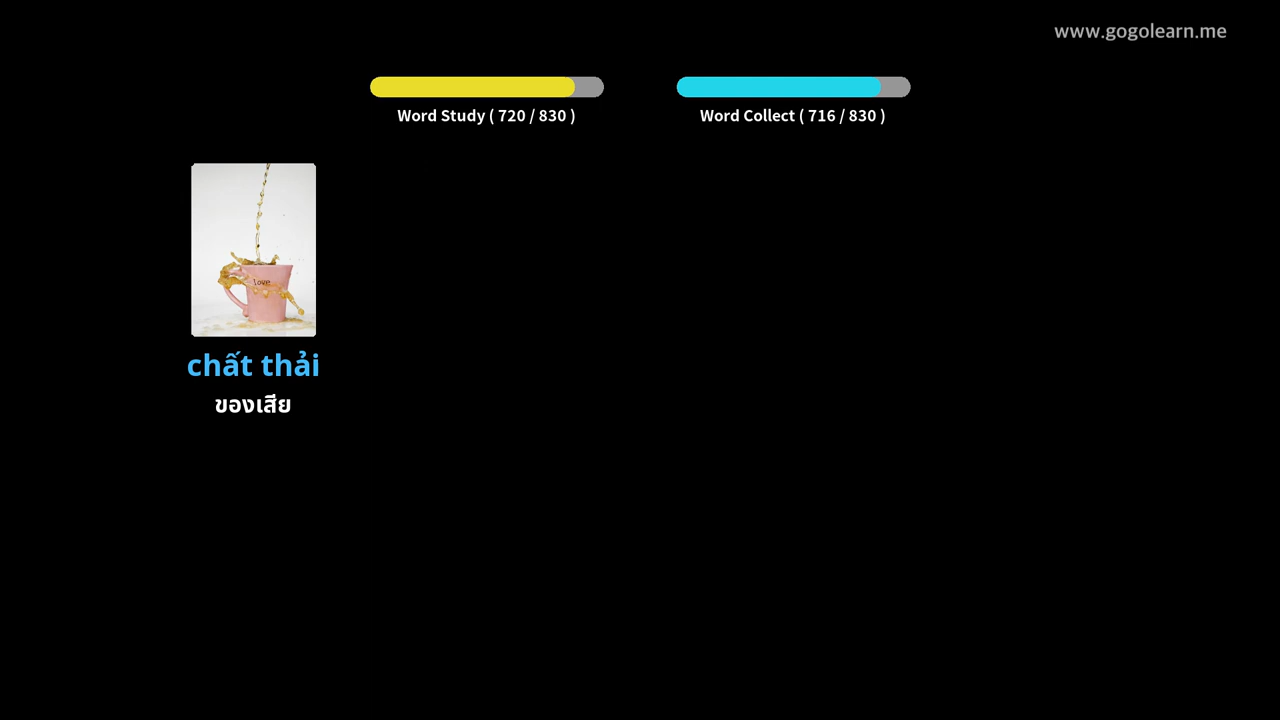 www.gogolearn.me
Word Study ( 720 / 830 )
Word Collect ( 716 / 830 )
love
chất thải
ของเสีย